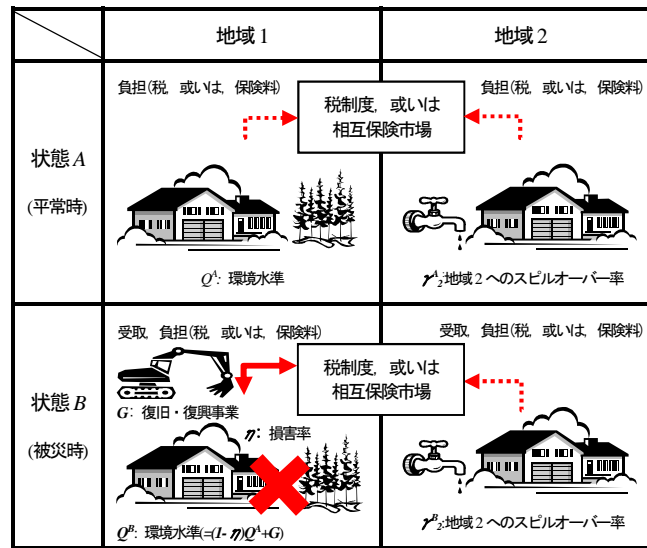 地域1
地域2
状態A
(平常時)
負担(税, 或いは, 保険料)
税制度, 或いは
相互保険市場
負担(税, 或いは, 保険料)
Q^A: 環境水準
γ^A_2:地域2へのスピルオーバー率
状態B
(被災時)
受取, 負担(税, 或いは, 保険料)
税制度, 或いは
相互保険市場
受取, 負担(税, 或いは, 保険料)
G: 復旧・復興事業
η: 損害率
Q^B: 環境水準(=(1-η)Q^A+G)
γ^B_2:地域2へのスピルオーバー率